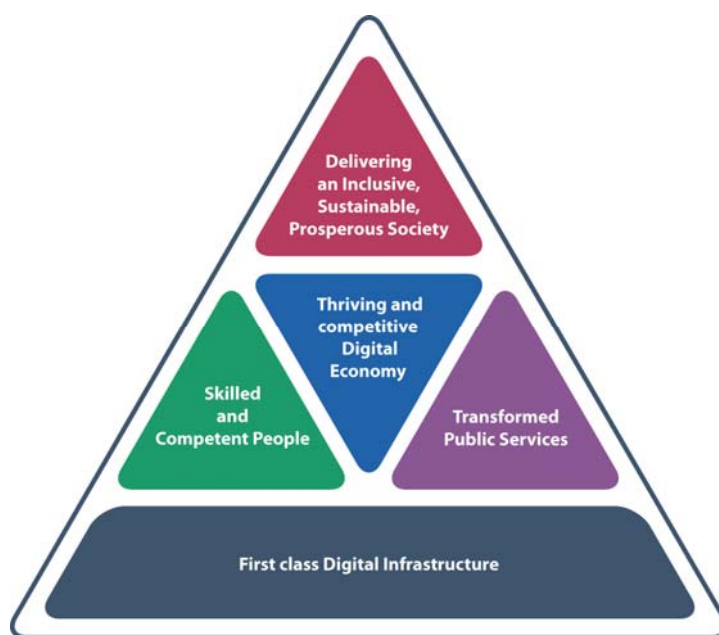 Delivering
an Inclusive,
Sustainable,
Prosperous Society
Thriving and
competitive
Digital
Economy
Skilled
and
Competent People
Transformed
Public Services
First class Digital Infrastructure